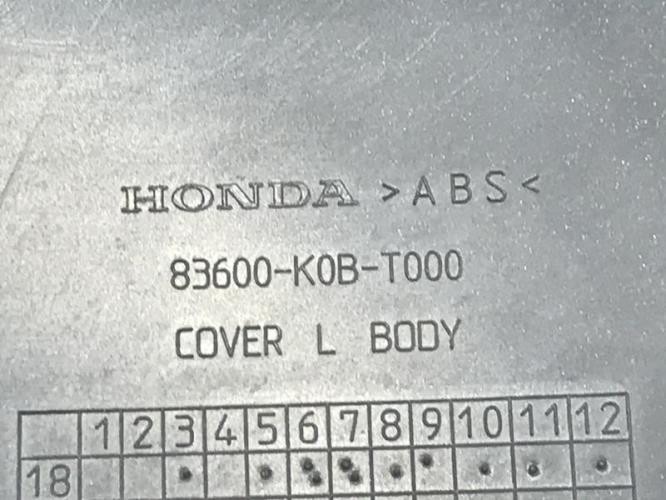 HONDA >ABS<
83600-K0B-T000
COVER L BODY
1 2 3 4 5 6 7 8 9 10 11 12
18